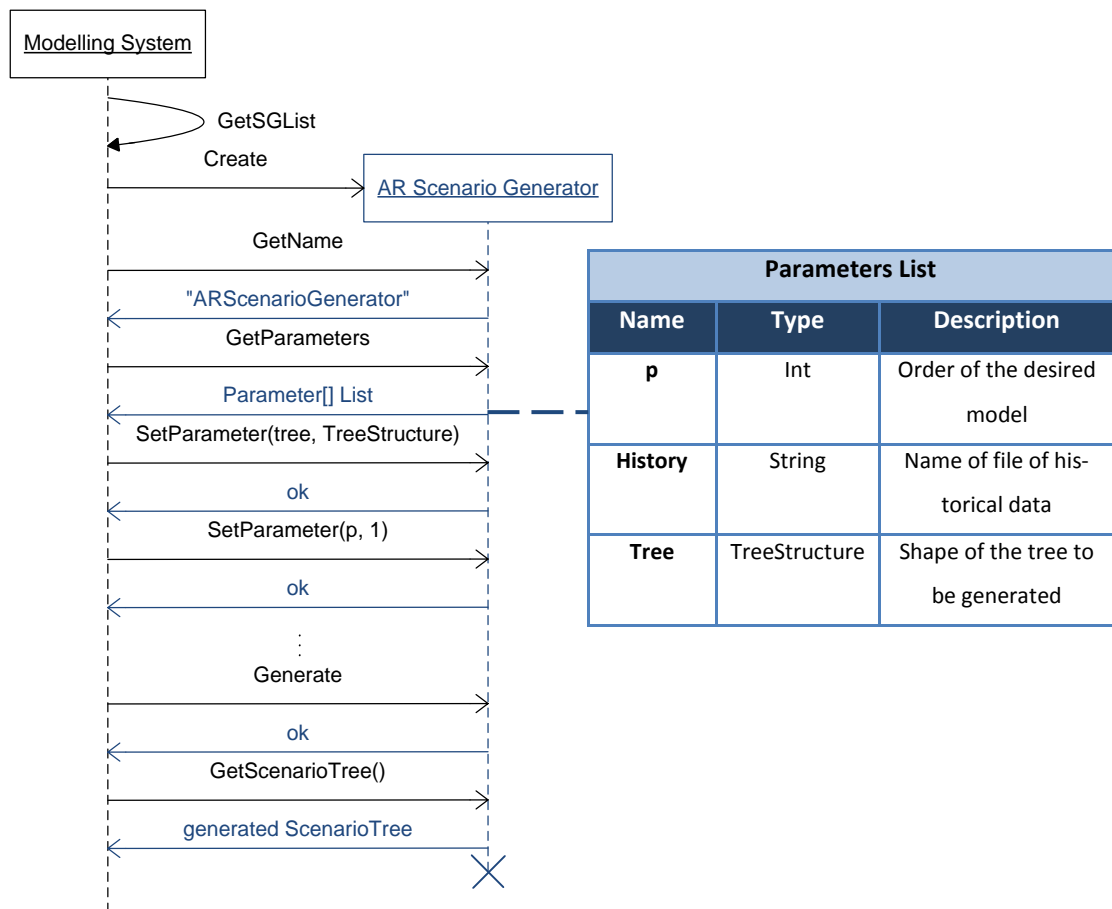 Modelling System
GetSGList
Create
AR Scenario Generator
GetName
"ARScenarioGenerator"
GetParameters
Parameter[] List
SetParameter(tree, TreeStructure)
ok
SetParameter(p, 1)
ok
Generate
ok
GetScenarioTree()
generated ScenarioTree
Parameters List
Name Type Description
p Int Order of the desired
model
History String Name of file of his-
torical data
Tree TreeStructure Shape of the tree to
be generated